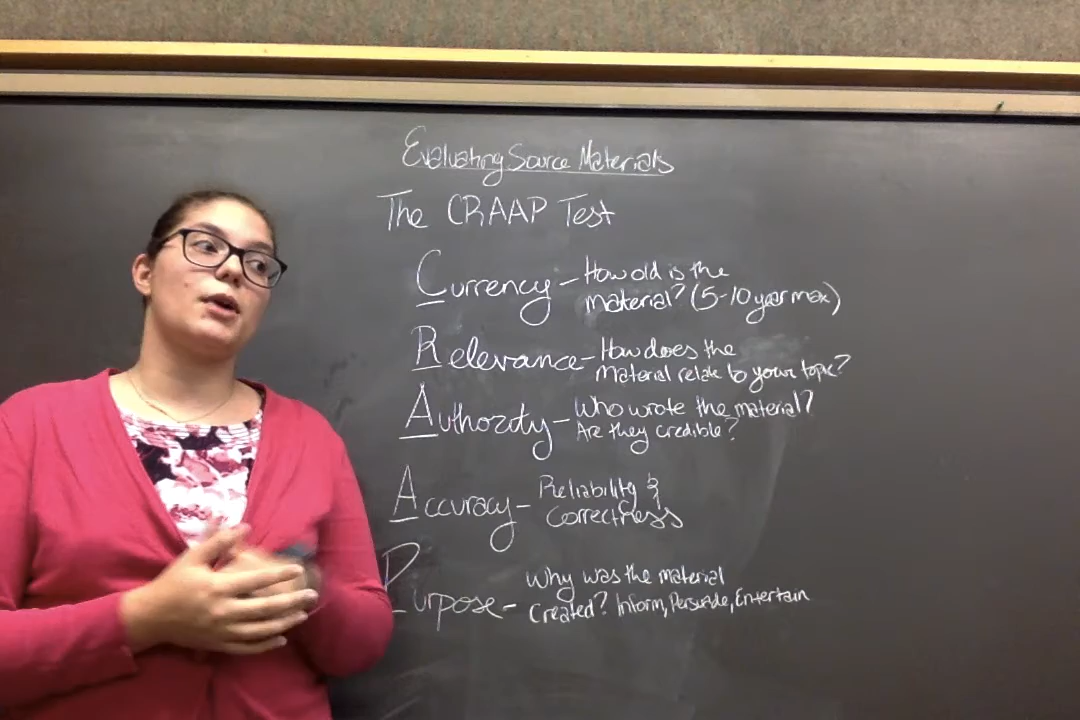 Evaluating Source Materials
The CRAAP Test
Currency - How old is the
material? (5-10 year max)
Relevance - How does the
Material relate to your topic?
Authority - Who wrote the material?
Are they credible?
Accuracy - Reliability &
Correctness
Purpose - Why was the material
Created? Inform, Persuade, Entertain